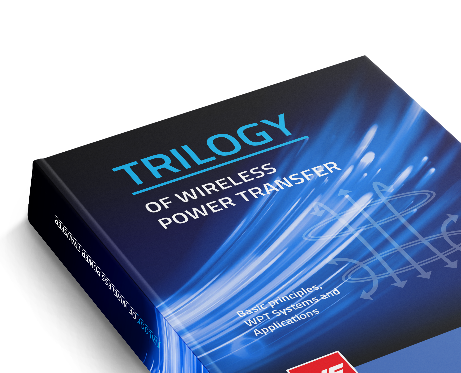 TRILOGY
OF WIRELESS
POWER TRANSFER
Basic principles,
WPT Systems and
Applications